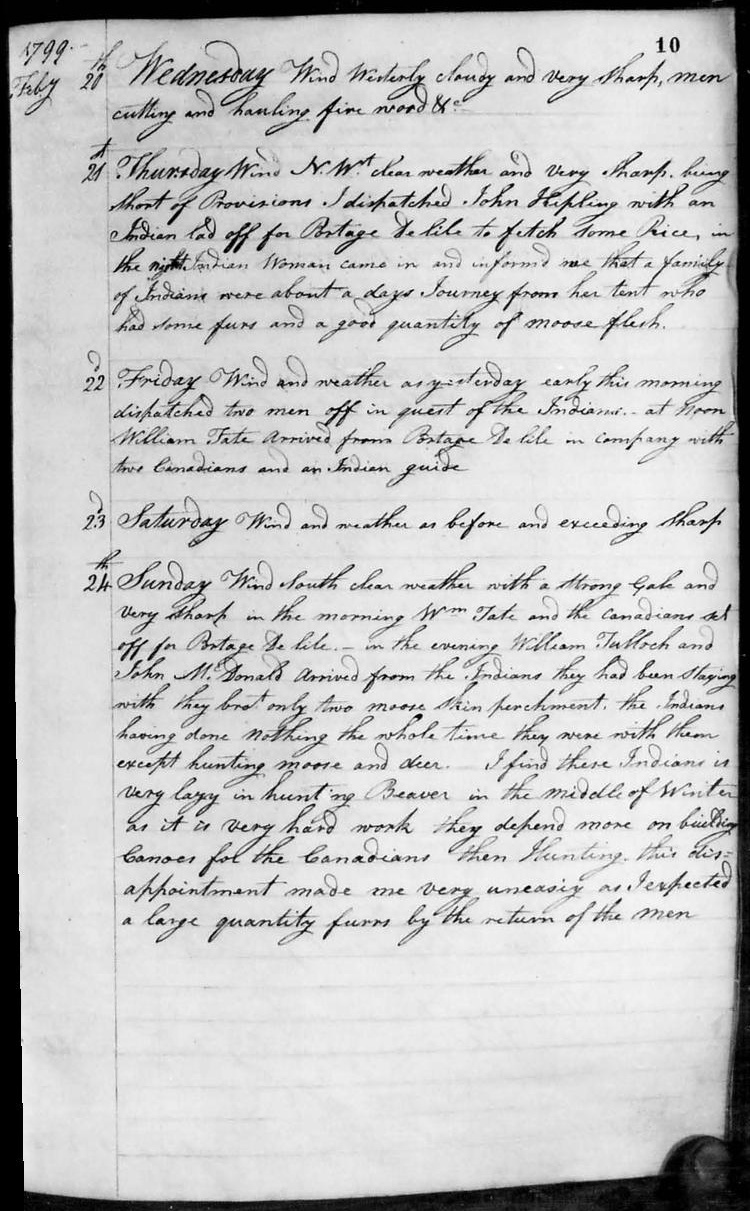 10
1799
Feby 20th Wednesday Wind Westerly cloudy and very sharp, men
cutting and hauling fire wood &c
21st Thursday Wind N. Wt clear weather and very sharp. being
short of Provisions I dispatched John Kipling with an
Indian lad off for Portage De lile to fetch some Rice, in
the night Indian Woman came in and inform'd me that a family
of Indians were about a days Journey from her tent who
had some furs and a good quantity of moose flesh.
22d Friday Wind and weather as yesterday early this morning
dispatched two men off in quest of the Indians. - at Noon
William Tate Arrived from Portage De lile in company with
two Canadians and an Indian guide
23d Saturday Wind and weather as before and exceeding sharp
24th Sunday Wind South clear weather with a strong Gale and
very sharp in the morning Wm Tate and the Canadians set
off for Portage De lile. - in the evening William Tulloch and
John McDonald arrived from the Indians they had been staying
with they brot only two moose skin perchment. the Indians
having done nothing the whole time they were with them
except hunting moose and deer. I find these Indians is
very lazy in hunting Beaver in the middle of Winter
as it is very hard work they depend more on building
Canoes for the Canadians then Hunting. this dis=
appointment made me very uneasiy as I expected
a large quantity furrs by the return of the men